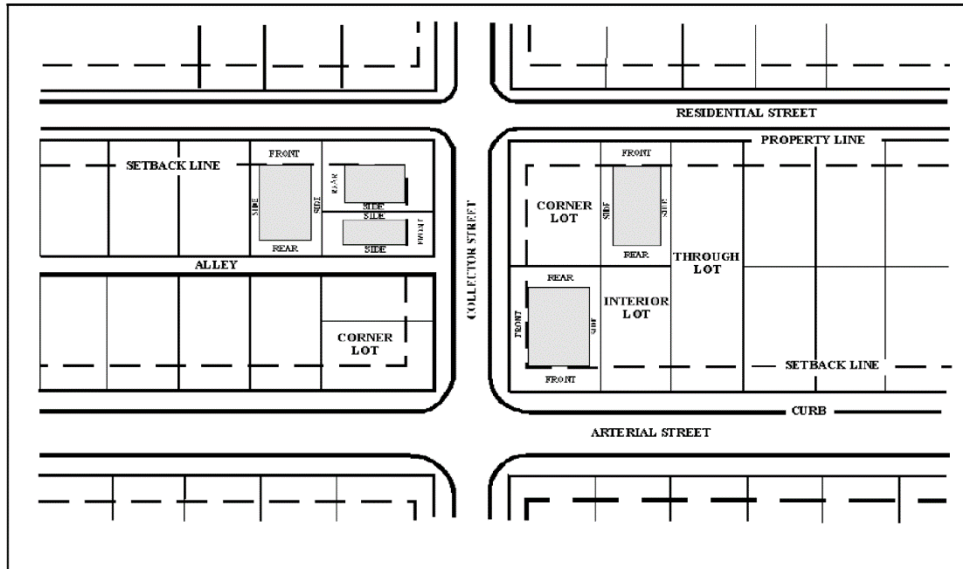 RESIDENTIAL STREET
PROPERTY LINE
FRONT
FRONT
SETBACK LINE
REAR
SIDE
SIDE
SIDE
SIDE
FRONT
SIDE
REAR
ALLEY
COLLECTOR STREET
CORNER
LOT
SIDE
SIDE
REAR
THROUGH
LOT
REAR
INTERIOR
LOT
FRONT
SIDE
CORNER
LOT
SETBACK LINE
FRONT
CURB
ARTERIAL STREET